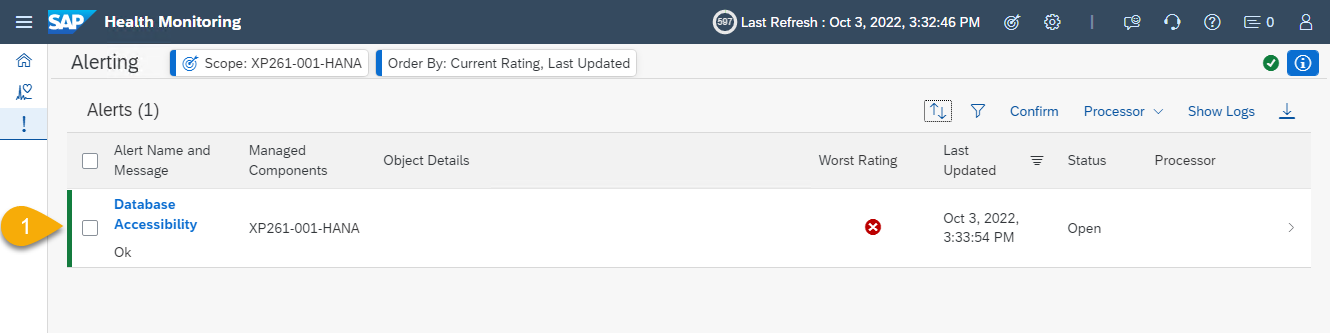 SAP Health Monitoring 597 Last Refresh : Oct 3, 2022, 3:32:46 PM 0
Alerting Scope: XP261-001-HANA Order By: Current Rating, Last Updated
Alerts (1) Confirm Processor Show Logs
Alert Name and Message Managed Components Object Details Worst Rating Last Updated Status Processor
1
Database
Accessibility
Ok
XP261-001-HANA
Oct 3, 2022,
3:33:54 PM
Open